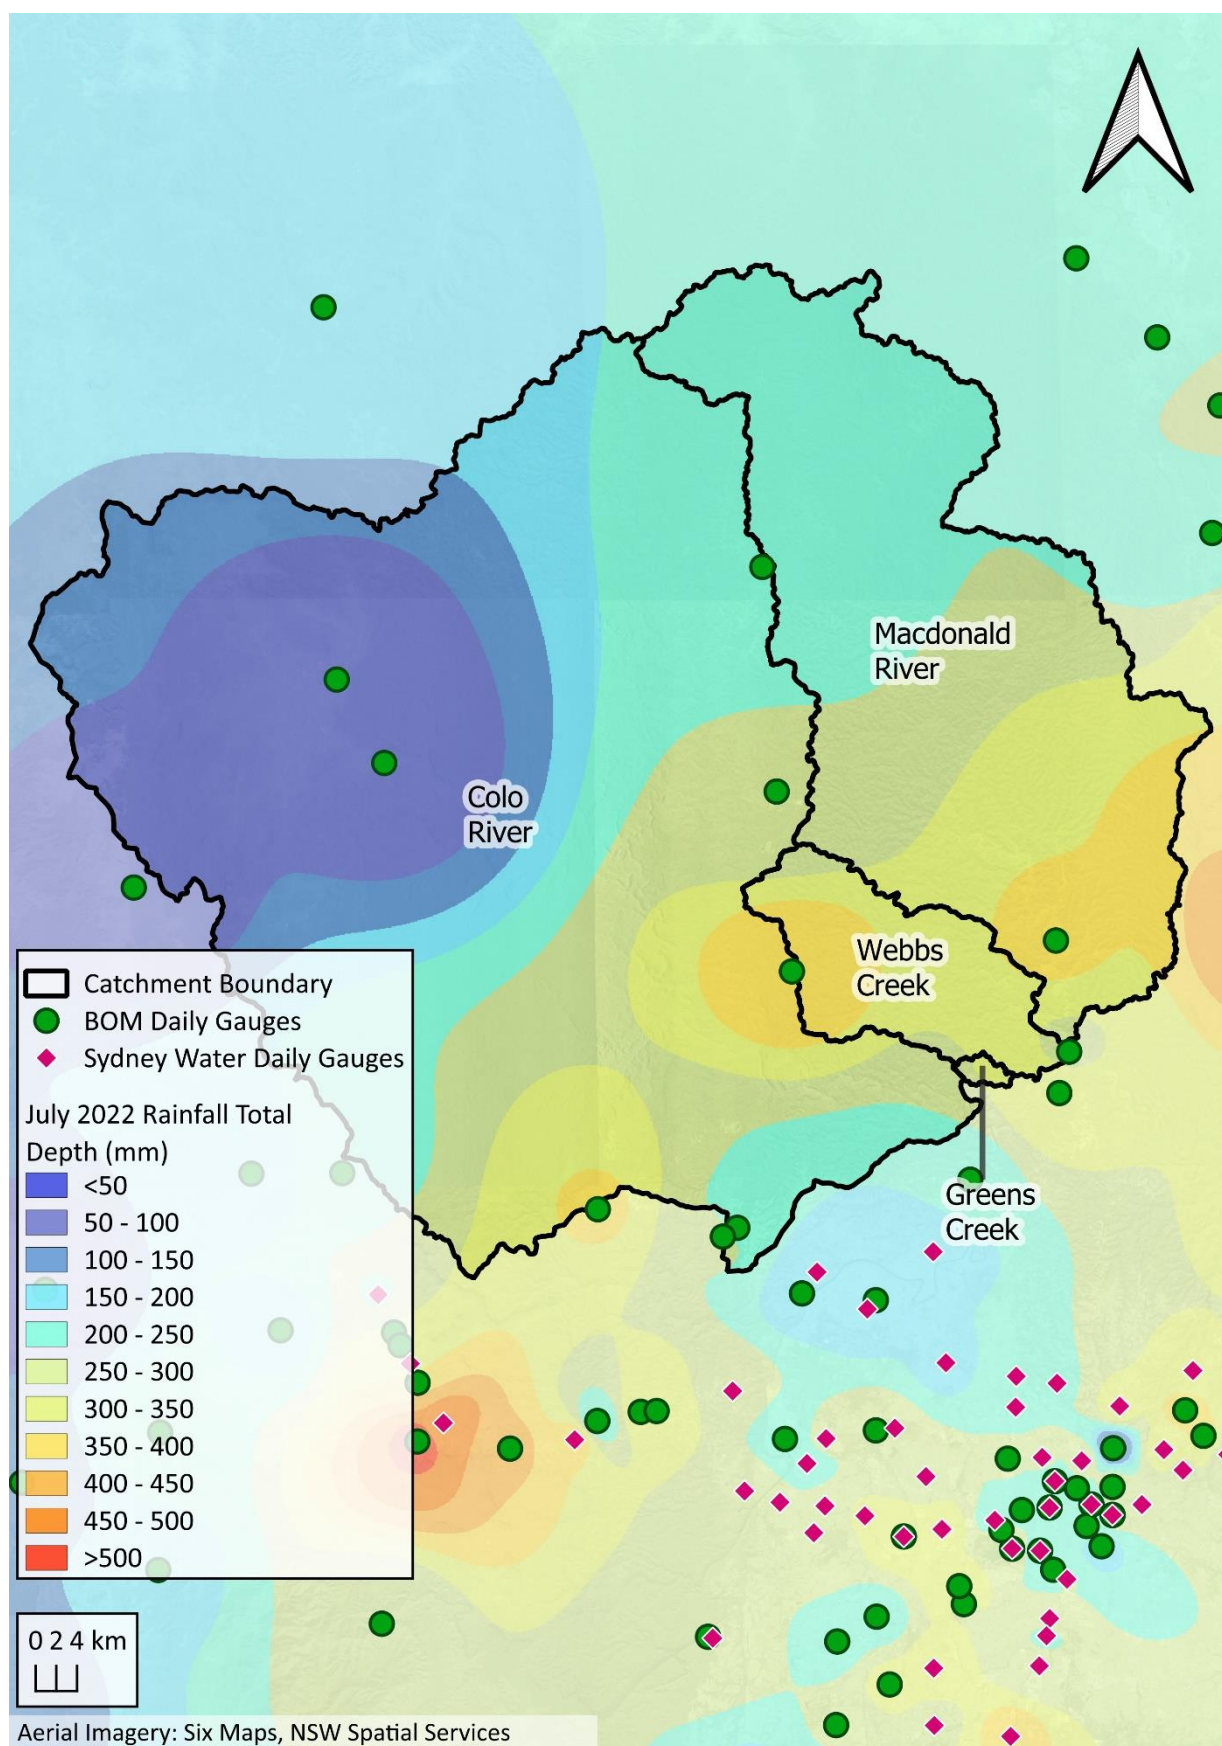 Macdonald
River
Colo
River
Webbs
Creek
Greens
Creek
Catchment Boundary
BOM Daily Gauges
Sydney Water Daily Gauges
July 2022 Rainfall Total
Depth (mm)
<50
50 - 100
100 - 150
150 - 200
200 - 250
250 - 300
300 - 350
350 - 400
400 - 450
450 - 500
>500
0 2 4 km
Aerial Imagery: Six Maps, NSW Spatial Services